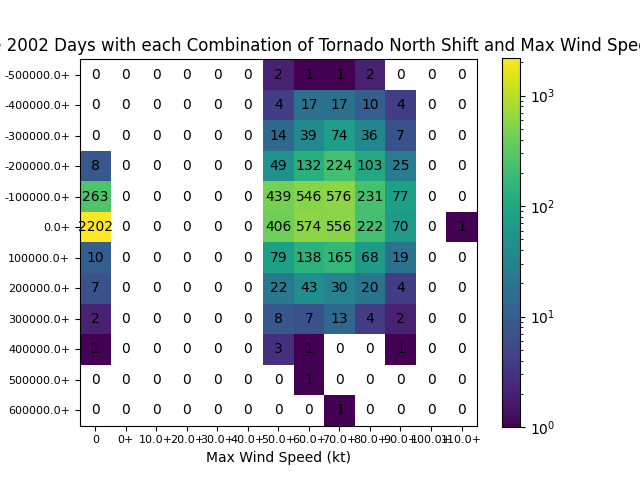 2002 Days with each Combination of Tornado North Shift and Max Wind
-500000.0+ 0 0 0 0 0 0 2 1 1 2 0 0 0
-400000.0+ 0 0 0 0 0 0 4 17 17 10 4 0 0
-300000.0+ 0 0 0 0 0 0 14 39 74 36 7 0 0
-200000.0+ 8 0 0 0 0 0 49 132 224 103 25 0 0
-100000.0+ 263 0 0 0 0 0 439 546 576 231 77 0 0
0.0+ 2202 0 0 0 0 0 406 574 556 222 70 0 1
100000.0+ 10 0 0 0 0 0 79 138 165 68 19 0 0
200000.0+ 7 0 0 0 0 0 22 43 30 20 4 0 0
300000.0+ 2 0 0 0 0 0 8 7 13 4 2 0 0
400000.0+ 1 0 0 0 0 0 3 1 0 0 1 0 0
500000.0+ 0 0 0 0 0 0 0 1 0 0 0 0 0
600000.0+ 0 0 0 0 0 0 0 0 1 0 0 0 0
0 0+ 10.0+ 20.0+ 30.0+ 40.0+ 50.0+ 60.0+ 70.0+ 80.0+ 90.0+ 100.0+ 110.0+
Max Wind Speed (kt)
10³
10²
10¹
10⁰